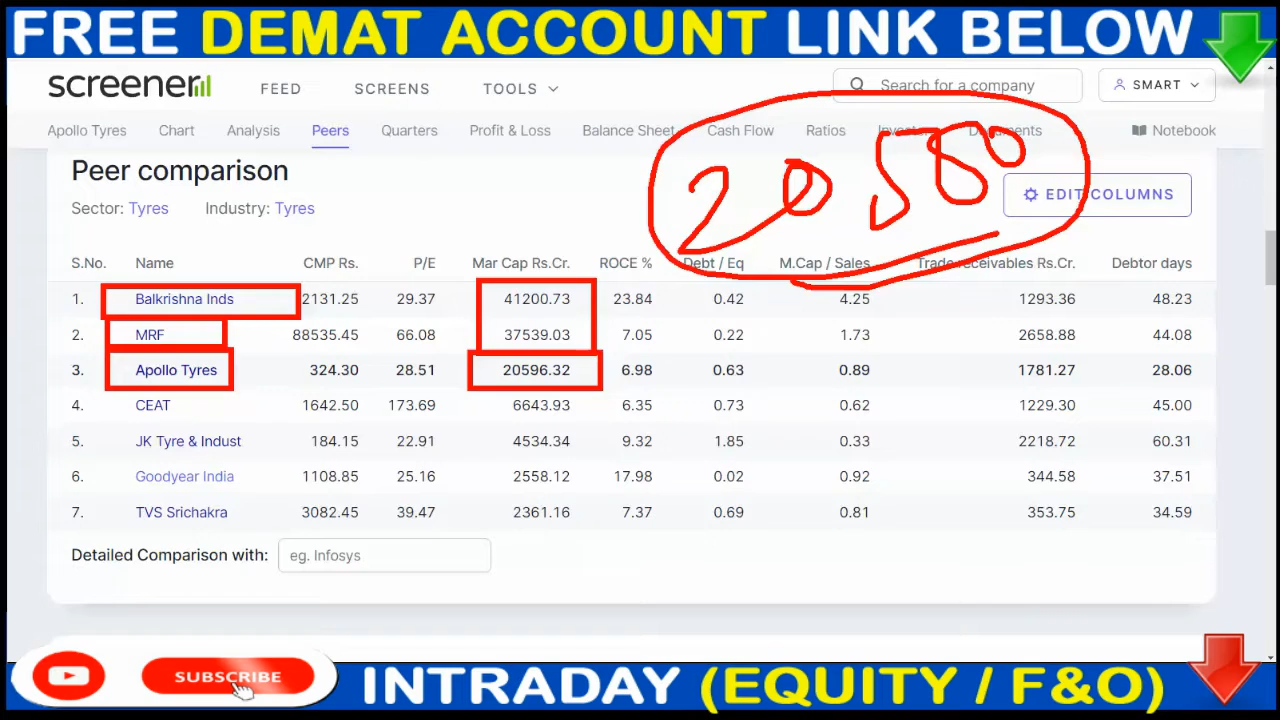 FREE DEMAT ACCOUNT LINK BELOW
screener FEED SCREENS TOOLS Search for a company SMART
Apollo Tyres Chart Analysis Peers Quarters Profit & Loss Balance Sheet Cash Flow Ratios Notebook
Peer comparison
20580
EDIT COLUMNS
Sector: Tyres Industry: Tyres
S.No. Name CMP Rs. P/E Mar Cap Rs.Cr. ROCE % Debt / Eq M.Cap / Sales Trade receivables Rs.Cr. Debtor days
1. Balkrishna Inds 2131.25 29.37 41200.73 23.84 0.42 4.25 1293.36 48.23
2. MRF 88535.45 66.08 37539.03 7.05 0.22 1.73 2658.88 44.08
3. Apollo Tyres 324.30 28.51 20596.32 6.98 0.63 0.89 1781.27 28.06
4. CEAT 1642.50 173.69 6643.93 6.35 0.73 0.62 1229.30 45.00
5. JK Tyre & Indust 184.15 22.91 4534.34 9.32 1.85 0.33 2218.72 60.31
6. Goodyear India 1108.85 25.16 2558.12 17.98 0.02 0.92 344.58 37.51
7. TVS Srichakra 3082.45 39.47 2361.16 7.37 0.69 0.81 353.75 34.59
Detailed Comparison with: eg. Infosys
SUBSCRIBE
INTRADAY (EQUITY / F&O)